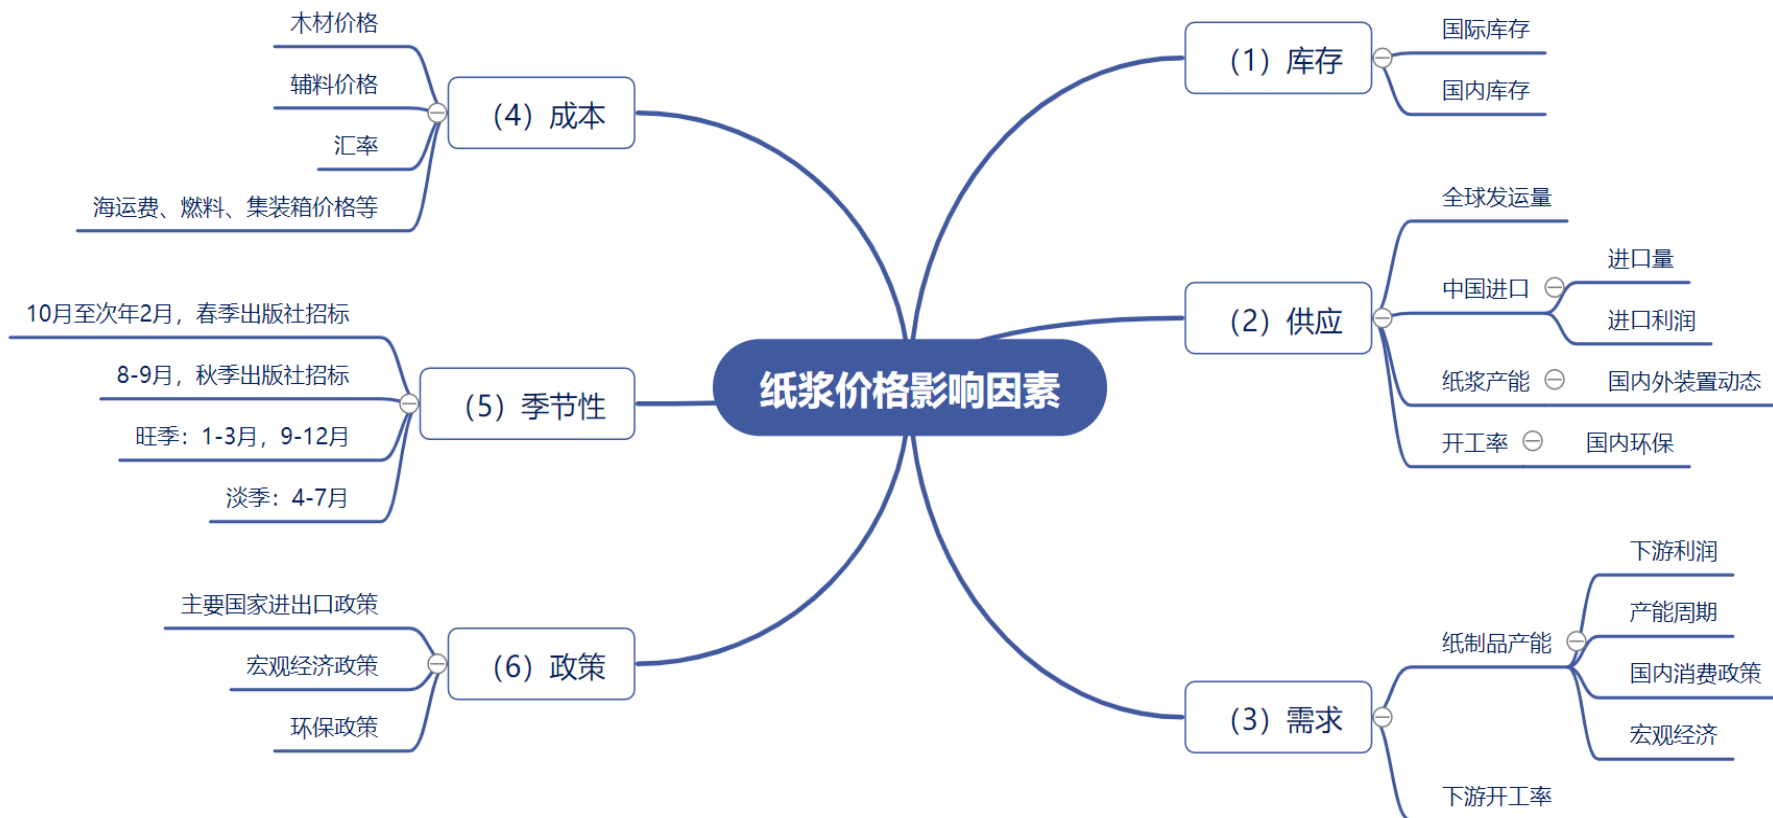 纸浆价格影响因素
（1）库存
国际库存
国内库存
（2）供应
全球发运量
中国进口
进口量
进口利润
纸浆产能
国内外装置动态
开工率
国内环保
（3）需求
纸制品产能
下游利润
产能周期
国内消费政策
宏观经济
下游开工率
（4）成本
木材价格
辅料价格
汇率
海运费、燃料、集装箱价格等
（5）季节性
10月至次年2月，春季出版社招标
8-9月，秋季出版社招标
旺季：1-3月，9-12月
淡季：4-7月
（6）政策
主要国家进出口政策
宏观经济政策
环保政策